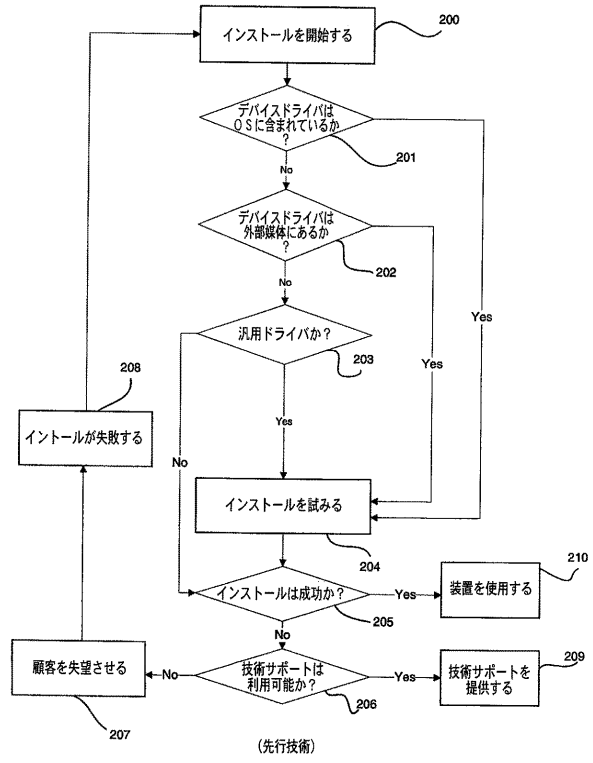 インストールを開始する
200
デバイスドライバは
OSに含まれているか
?
201
No
デバイスドライバは
外部媒体にあるか
?
202
No
Yes
汎用ドライバか?
203
Yes
208
イントールが失敗する
Yes
No
インストールを試みる
204
インストールは成功か?
205
Yes
装置を使用する
210
No
顧客を失望させる
207
No
技術サポートは
利用可能か?
206
Yes
技術サポートを
提供する
209
(先行技術)